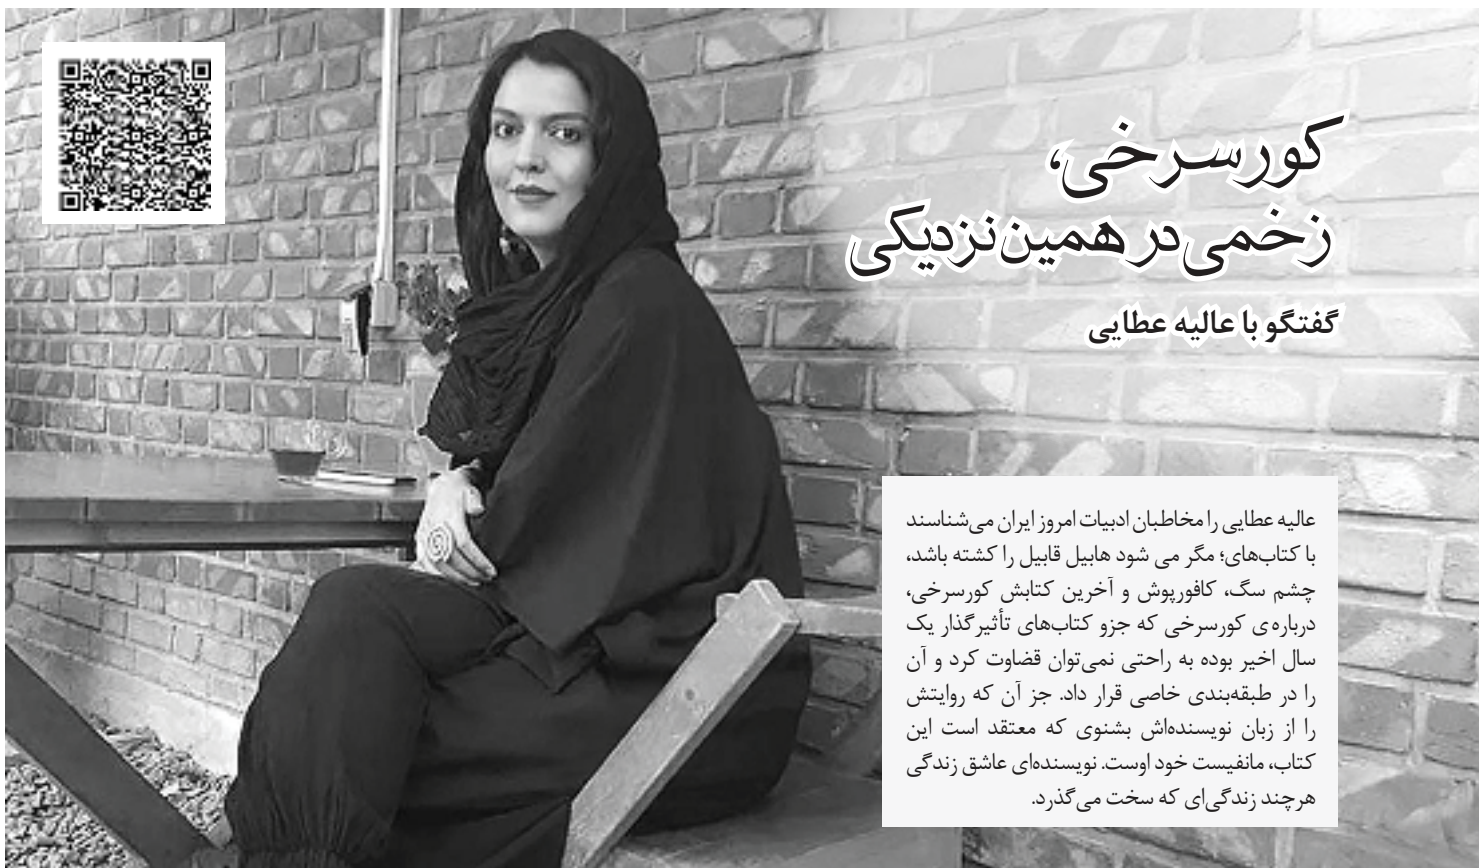 کورسرخی،
زخمی در همین نزدیکی
گفتگو با عالیه عطایی
عالیه عطایی را مخاطبان ادبیات امروز ایران می‌شناسند
با کتاب‌های؛ مگر می شود هابیل قابیل را کشته باشد،
چشم سگ، کافورپوش و آخرین کتابش کورسرخی،
درباره ی کورسرخی که جزو کتاب‌های تأثیرگذار یک
سال اخیر بوده به راحتی نمی‌توان قضاوت کرد و آن
را در طبقه‌بندی خاصی قرار داد. جز آن که روایتش
را از زبان نویسنده‌اش بشنوی که معتقد است این
کتاب، مانفیست خود اوست. نویسنده‌ای عاشق زندگی
هرچند زندگی‌ای که سخت می‌گذرد.